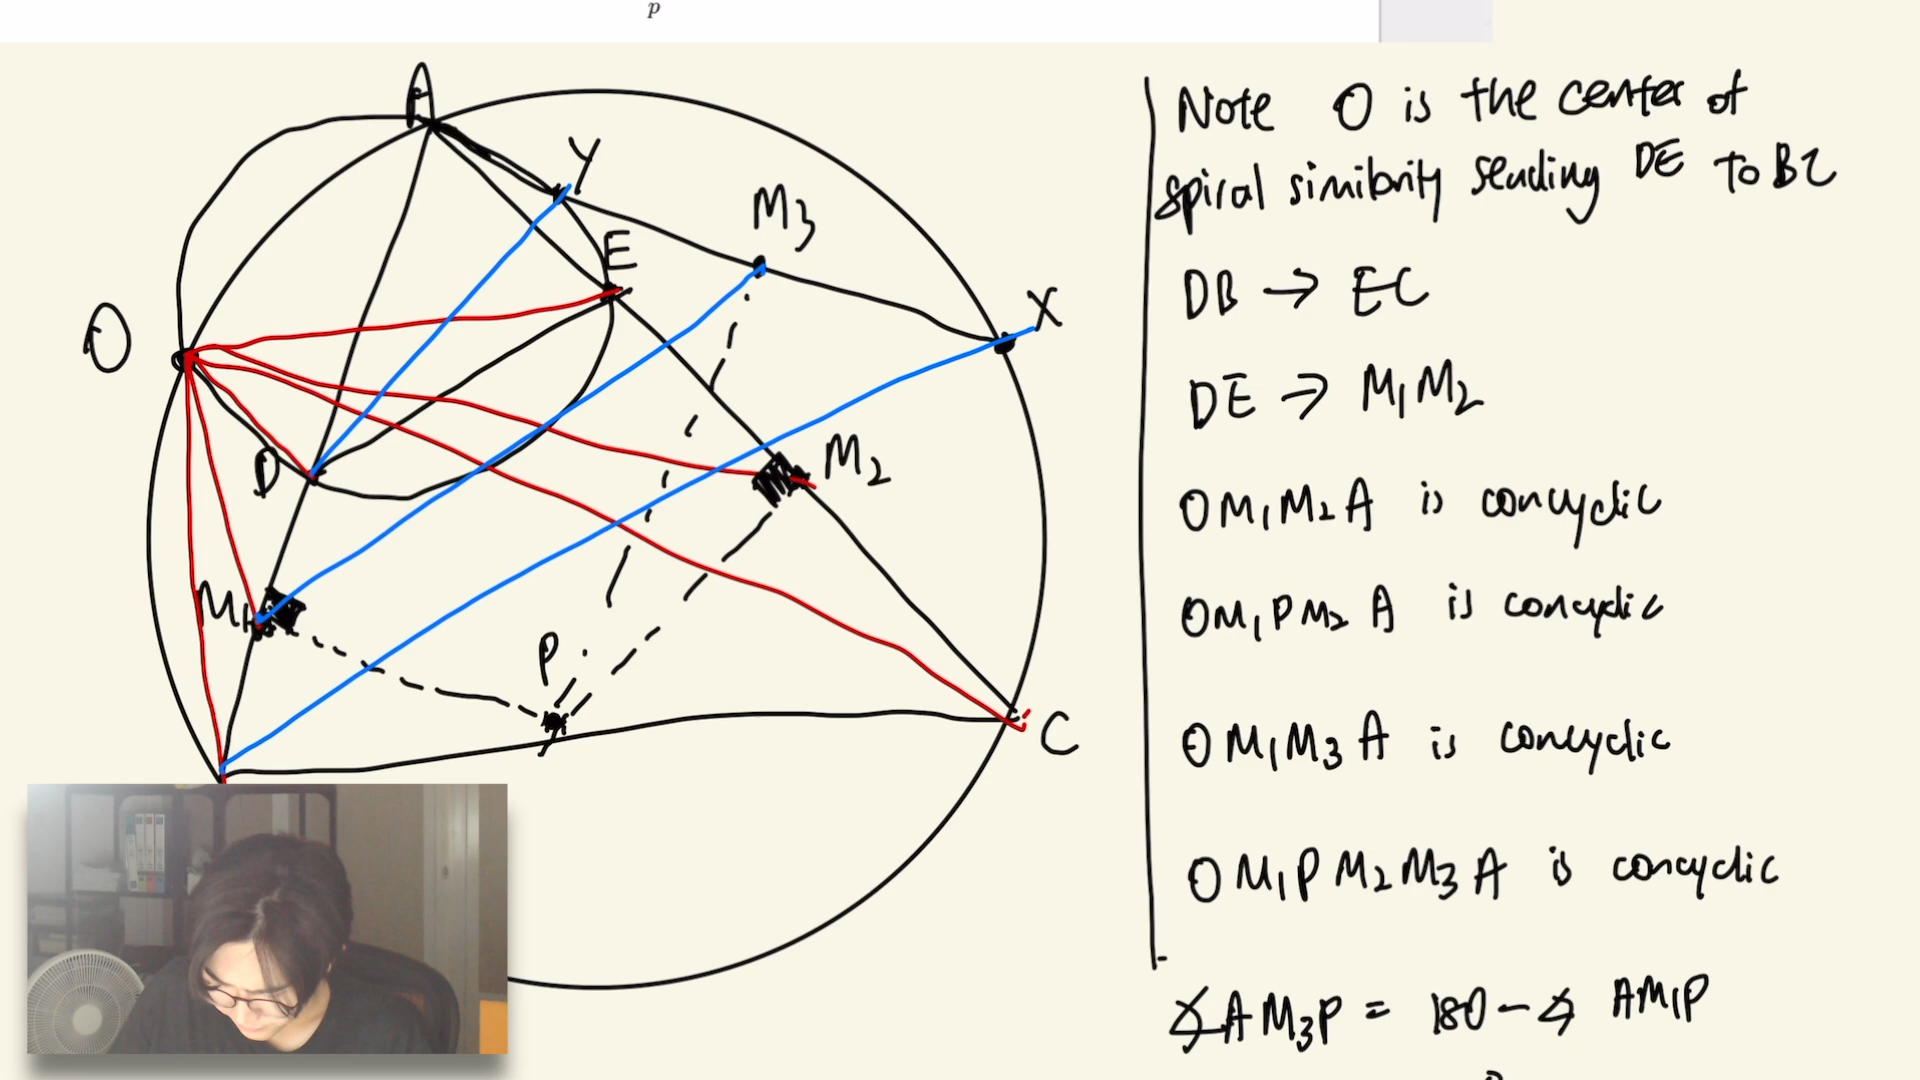 p
A
Y
M3
E
O
X
D
M2
M1
P
C
Note O is the center of
spiral similarity sending DE to BC
DB → EC
DE → M1M2
OM1M2A is concyclic
OM1PM2A is concyclic
OM1M3A is concyclic
OM1PM2M3A is concyclic
∡AM3P = 180-∡AM1P